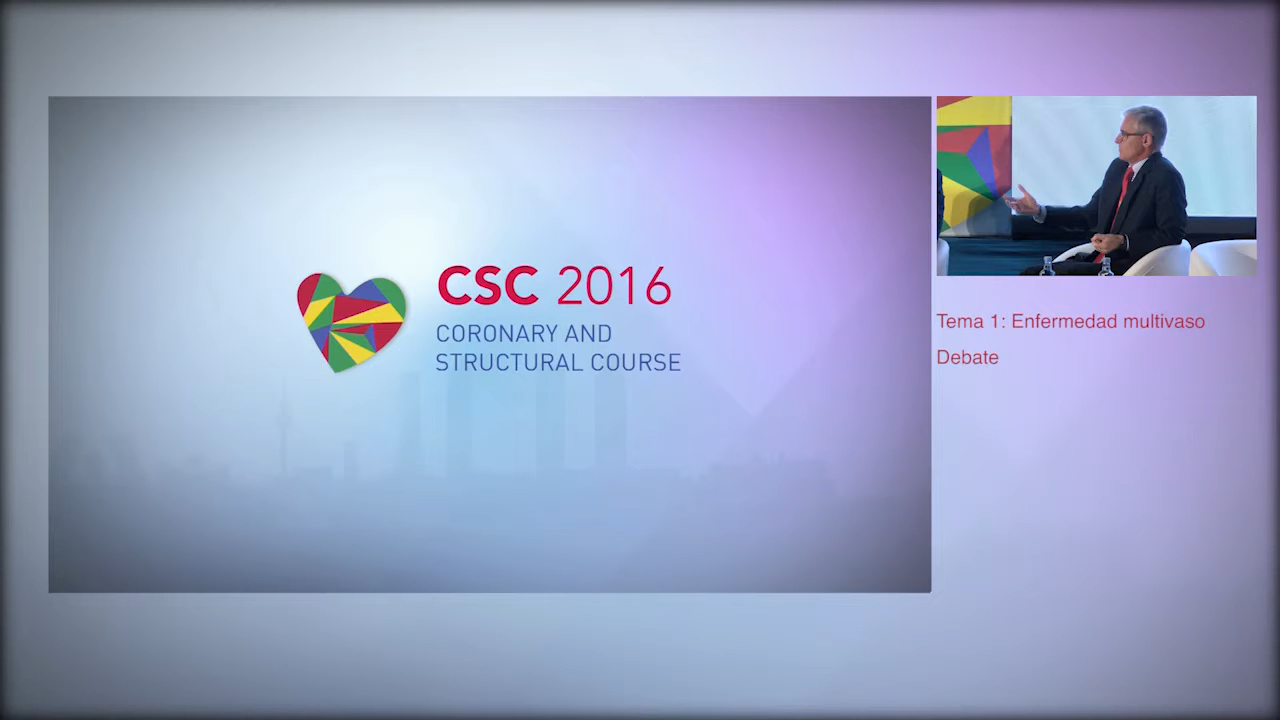 CSC 2016
CORONARY AND
STRUCTURAL COURSE
Tema 1: Enfermedad multivaso
Debate